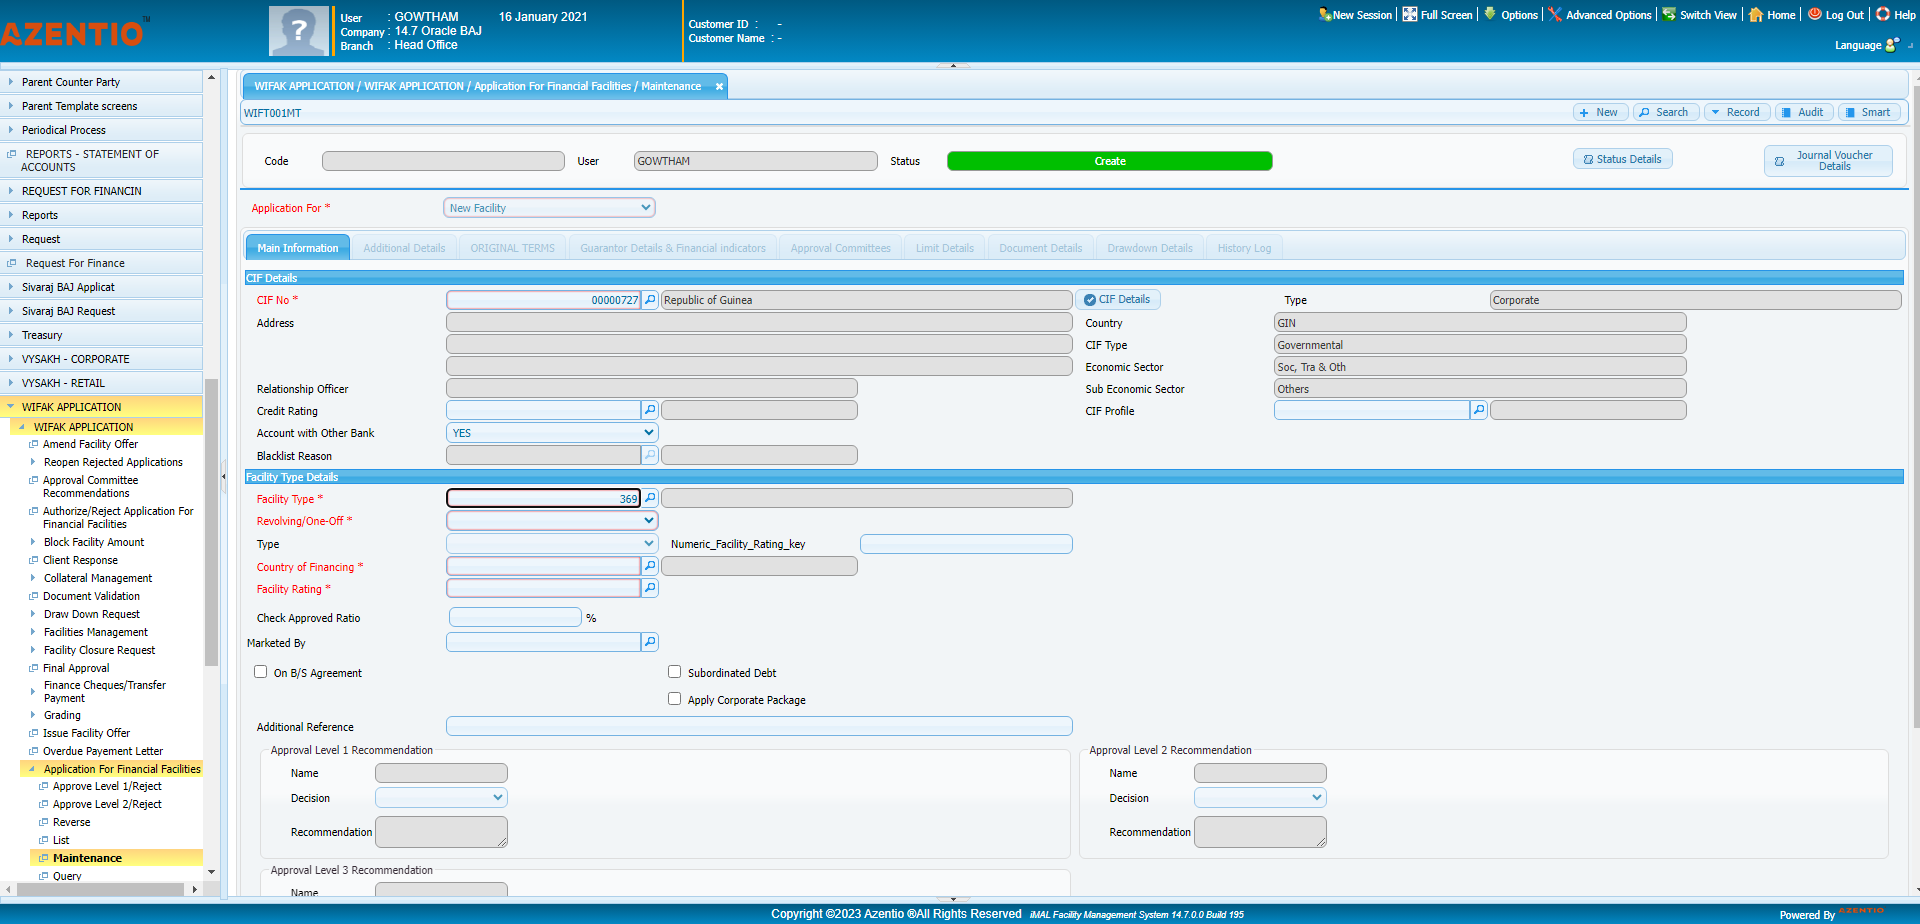 AZENTIO™
User : GOWTHAM 16 January 2021
Company : 14.7 Oracle BAJ
Branch : Head Office
Customer ID : -
Customer Name : -
New Session | Full Screen | Options | Advanced Options | Switch View | Home | Log Out | Help
Language
Parent Counter Party
Parent Template screens
Periodical Process
REPORTS - STATEMENT OF
ACCOUNTS
REQUEST FOR FINANCIN
Reports
Request
Request For Finance
Sivaraj BAJ Applicat
Sivaraj BAJ Request
Treasury
VYSAKH - CORPORATE
VYSAKH - RETAIL
WIFAK APPLICATION
WIFAK APPLICATION
Amend Facility Offer
Reopen Rejected Applications
Approval Committee
Recommendations
Authorize/Reject Application For
Financial Facilities
Block Facility Amount
Client Response
Collateral Management
Document Validation
Draw Down Request
Facilities Management
Facility Closure Request
Final Approval
Finance Cheques/Transfer
Payment
Grading
Issue Facility Offer
Overdue Payment Letter
Application For Financial Facilities
Approve Level 1/Reject
Approve Level 2/Reject
Reverse
List
Maintenance
Query
WIFAK APPLICATION / WIFAK APPLICATION / Application For Financial Facilities / Maintenance
WIFT001MT
New Search Record Audit Smart
Code User GOWTHAM Status Create
Status Details
Journal Voucher
Details
Application For * New Facility
Main Information Additional Details ORIGINAL TERMS Guarantor Details & Financial indicators Approval Committees Limit Details Document Details Drawdown Details History Log
CIF Details
CIF No * 00000727 Republic of Guinea CIF Details Type Corporate
Address Country GIN
CIF Type Governmental
Economic Sector Soc, Tra & Oth
Relationship Officer Sub Economic Sector Others
Credit Rating CIF Profile
Account with Other Bank YES
Blacklist Reason
Facility Type Details
Facility Type * 369
Revolving/One-Off *
Type Numeric_Facility_Rating_key
Country of Financing *
Facility Rating *
Check Approved Ratio %
Marketed By
On B/S Agreement Subordinated Debt
Apply Corporate Package
Additional Reference
Approval Level 1 Recommendation Approval Level 2 Recommendation
Name Name
Decision Decision
Recommendation Recommendation
Approval Level 3 Recommendation
Name
Copyright ©2023 Azentio ®All Rights Reserved iMAL Facility Management System 14.7.0.0 Build 195
Powered By AZENTIO